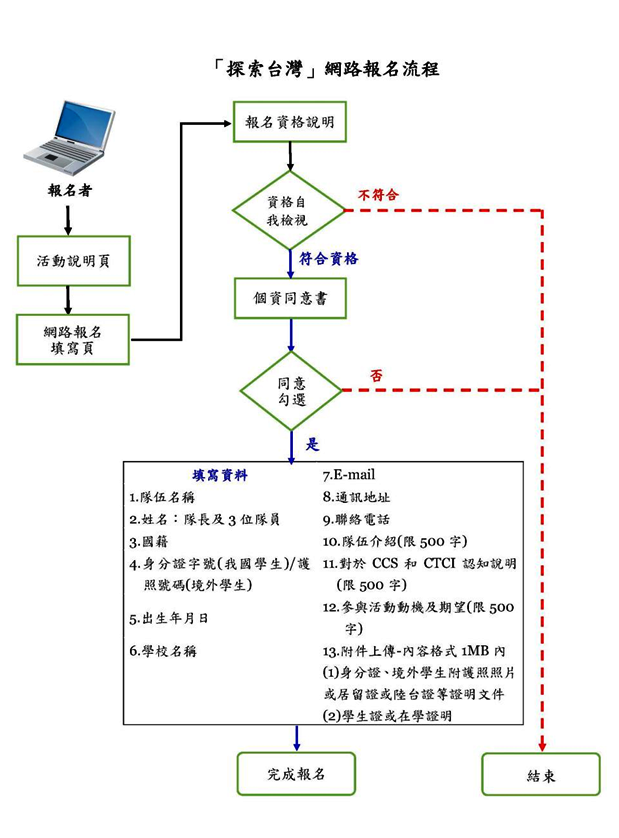 「探索台灣」網路報名流程
報名者
活動說明頁
網路報名
填寫頁
報名資格說明
資格自
我檢視
不符合
符合資格
個資同意書
同意
勾選
否
是
填寫資料
1.隊伍名稱
2.姓名：隊長及 3 位隊員
3.國籍
4.身分證字號(我國學生)/護
照號碼(境外學生)
5.出生年月日
6.學校名稱
7.E-mail
8.通訊地址
9.聯絡電話
10.隊伍介紹(限 500 字)
11.對於 CCS 和 CTCI 認知說明
(限 500 字)
12.參與活動動機及期望(限 500
字)
13.附件上傳-內容格式 1MB 內
(1)身分證、境外學生附護照照片
或居留證或陸台證等證明文件
(2)學生證或在學證明
完成報名
結束